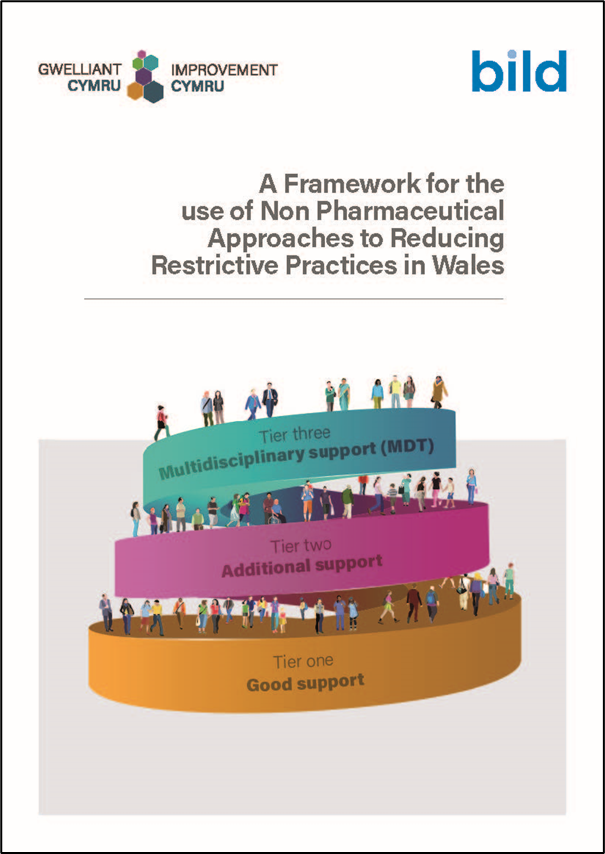 GWELLIANT
CYMRU
IMPROVEMENT
CYMRU
bild
A Framework for the
use of Non Pharmaceutical
Approaches to Reducing
Restrictive Practices in Wales
Tier three
Multidisciplinary support (MDT)
Tier two
Additional support
Tier one
Good support